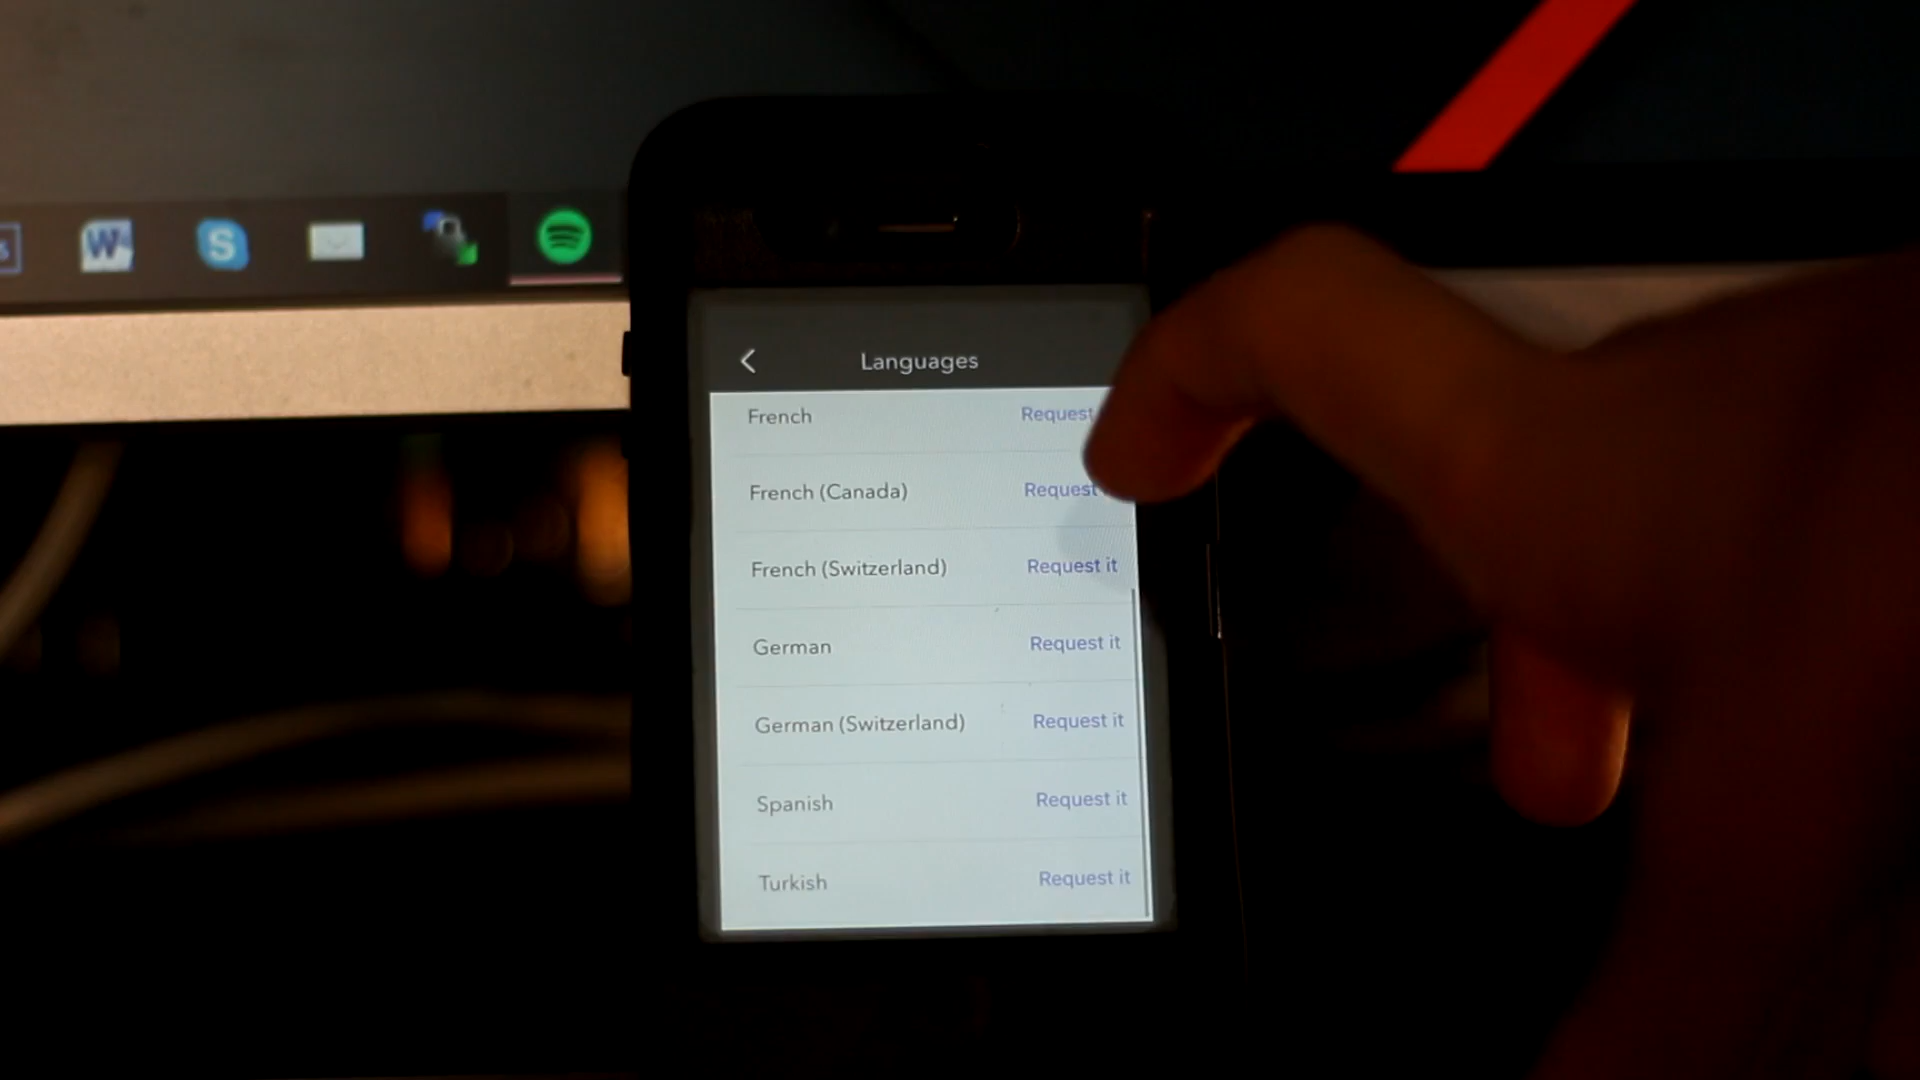 W
S
Languages
French Request
French (Canada) Request
French (Switzerland) Request it
German Request it
German (Switzerland) Request it
Spanish Request it
Turkish Request it